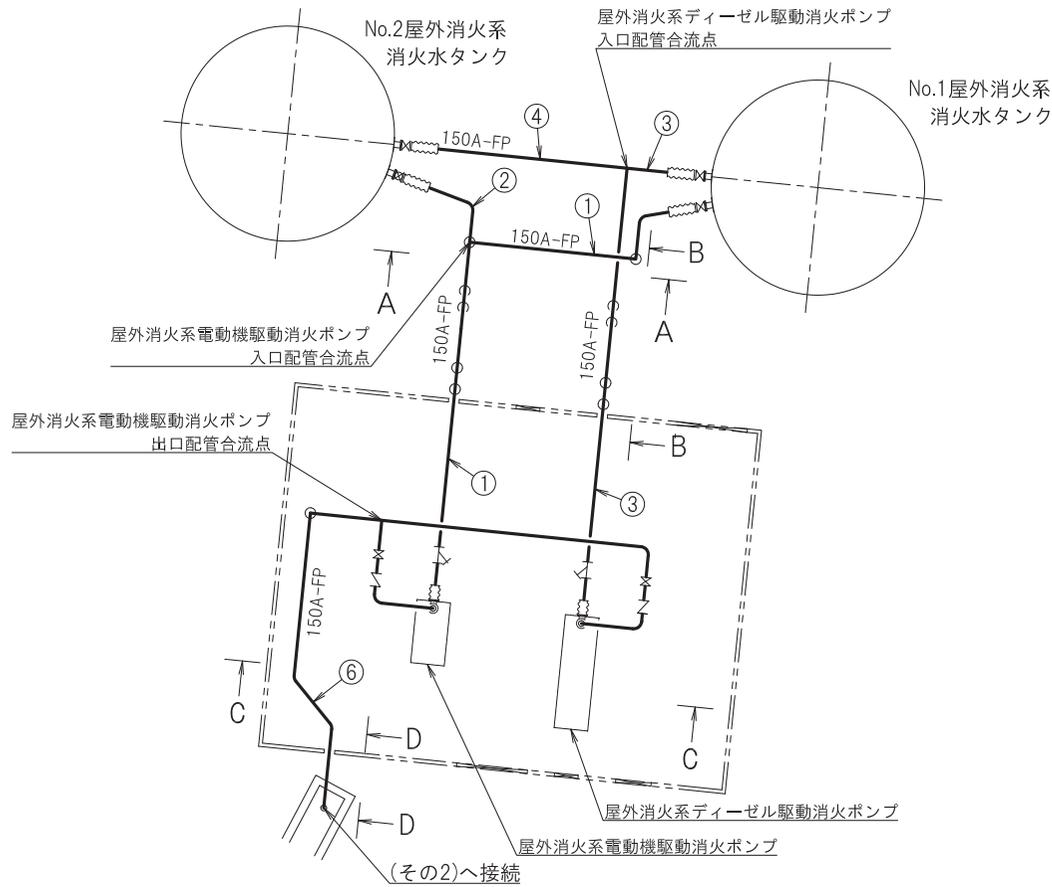 No.2屋外消火系
消火水タンク
屋外消火系ディーゼル駆動消火ポンプ
入口配管合流点
No.1屋外消火系
消火水タンク
④
③
150A-FP
②
①
150A-FP
B
A
A
150A-FP
150A-FP
屋外消火系電動機駆動消火ポンプ
入口配管合流点
屋外消火系電動機駆動消火ポンプ
出口配管合流点
B
①
③
150A-FP
⑥
C
D
C
D
屋外消火系ディーゼル駆動消火ポンプ
屋外消火系電動機駆動消火ポンプ
(その2)へ接続